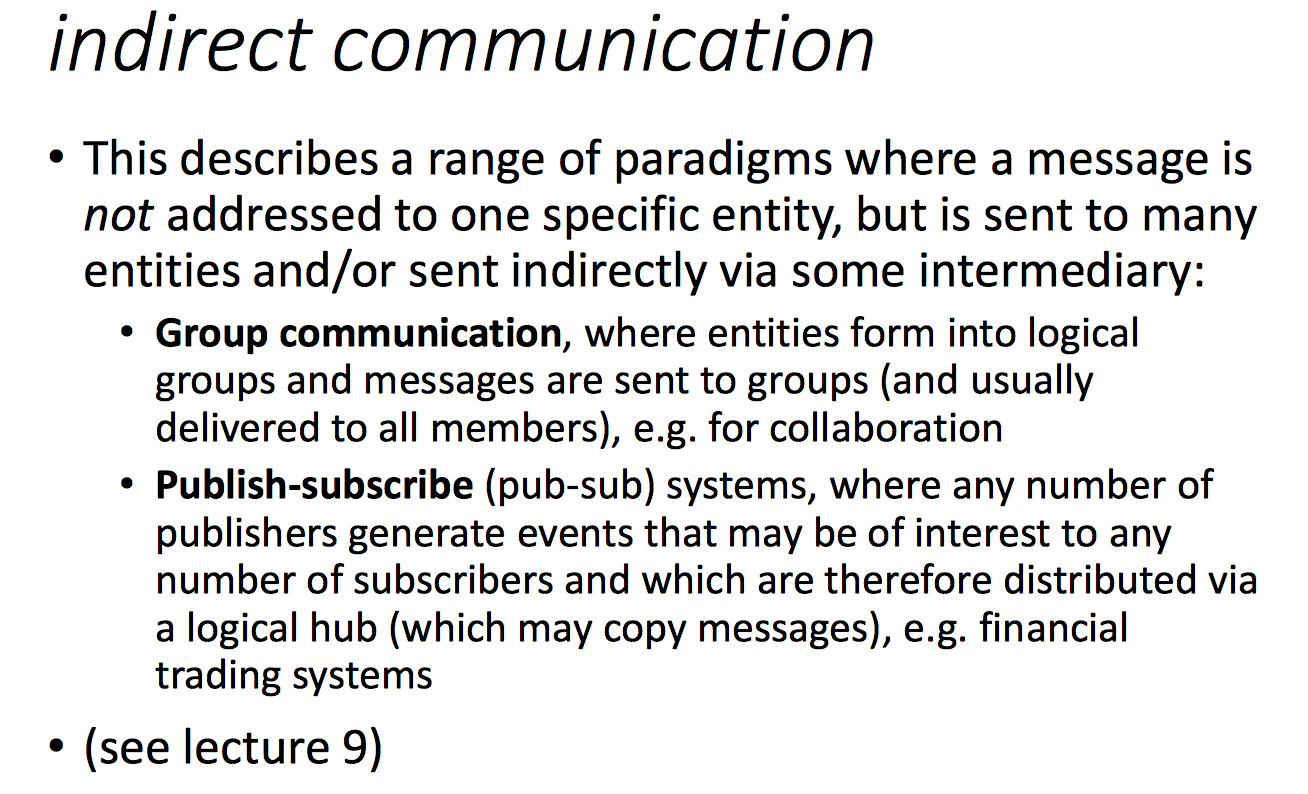 indirect communication
• This describes a range of paradigms where a message is
not addressed to one specific entity, but is sent to many
entities and/or sent indirectly via some intermediary:
• Group communication, where entities form into logical
groups and messages are sent to groups (and usually
delivered to all members), e.g. for collaboration
• Publish-subscribe (pub-sub) systems, where any number of
publishers generate events that may be of interest to any
number of subscribers and which are therefore distributed via
a logical hub (which may copy messages), e.g. financial
trading systems
• (see lecture 9)